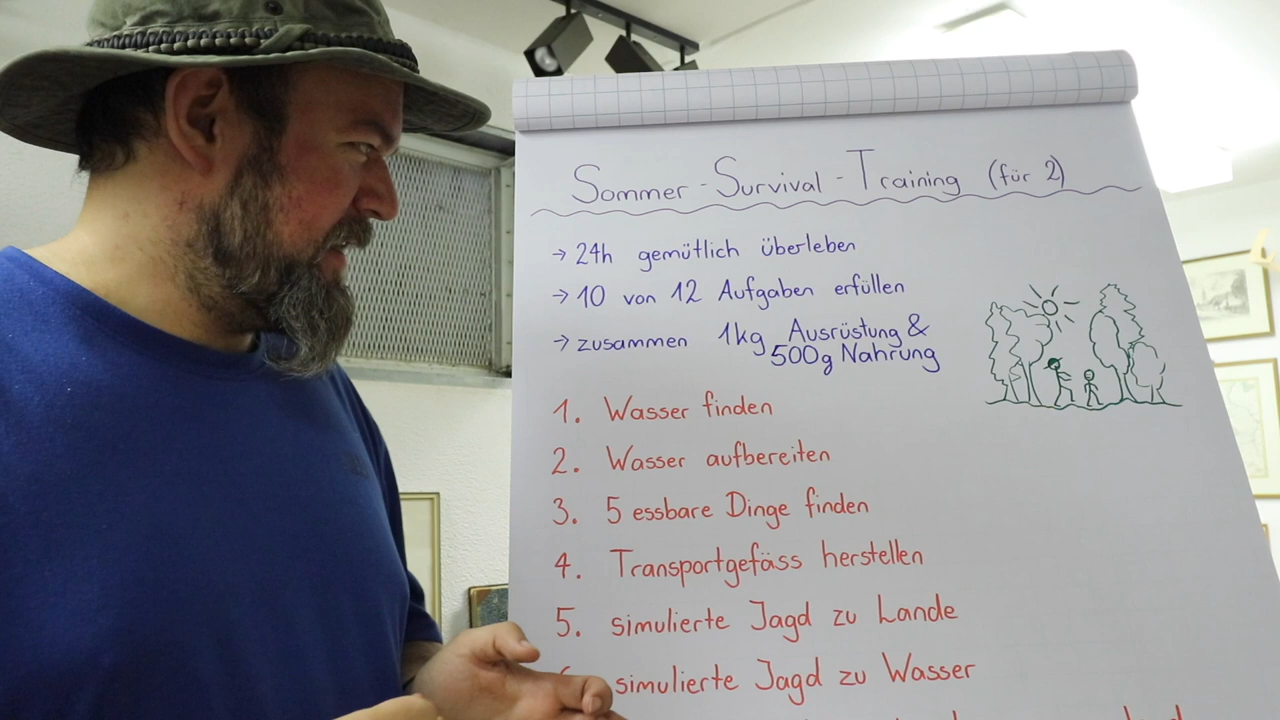 Sommer-Survival-Training (für 2)
→ 24h gemütlich überleben
→ 10 von 12 Aufgaben erfüllen
→ zusammen 1kg Ausrüstung &
500g Nahrung
1. Wasser finden
2. Wasser aufbereiten
3. 5 essbare Dinge finden
4. Transportgefäss herstellen
5. simulierte Jagd zu Lande
simulierte Jagd zu Wasser